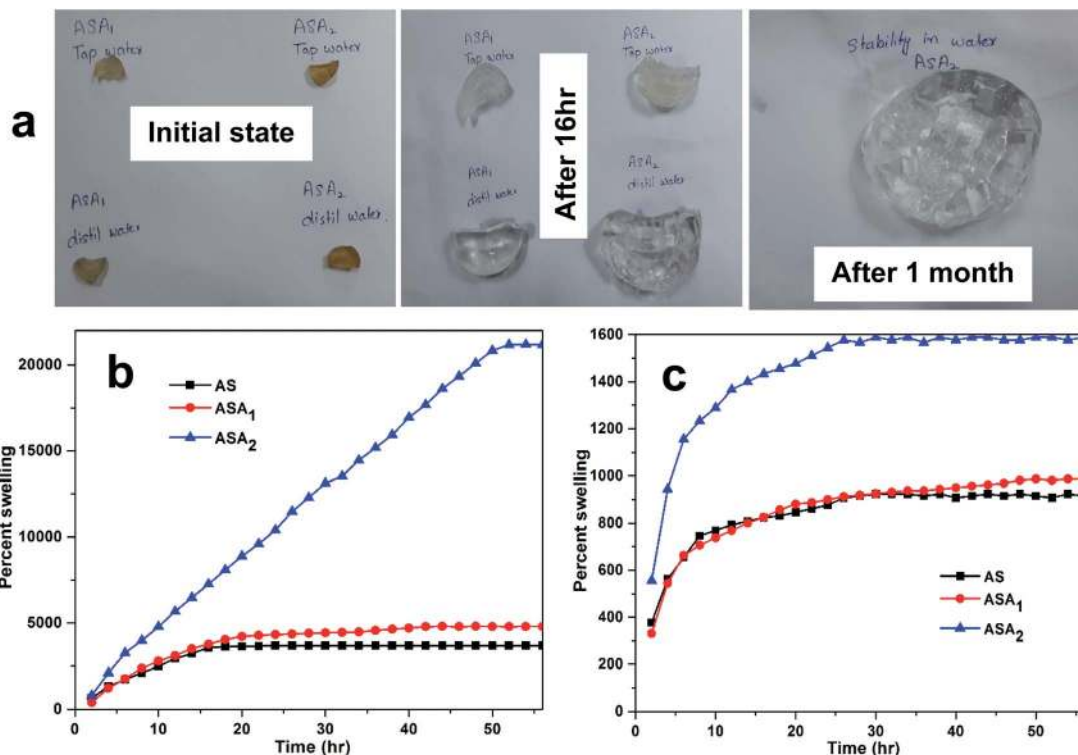 a
ASA1
Tap water
ASA2
Tap water
Initial state
ASA1
distil water
ASA2
distil water.
ASA1
Tap water
ASA2
Tap water
After 16hr
ASA1
distil water
ASA2
distil water
Stability in water
ASA2
After 1 month
b
20000
15000
10000
5000
0
Percent swelling
AS
ASA1
ASA2
0
10
20
30
40
50
Time (hr)
c
1600
1400
1200
1000
800
600
400
200
0
Percent swelling
AS
ASA1
ASA2
0
10
20
30
40
50
Time (hr)